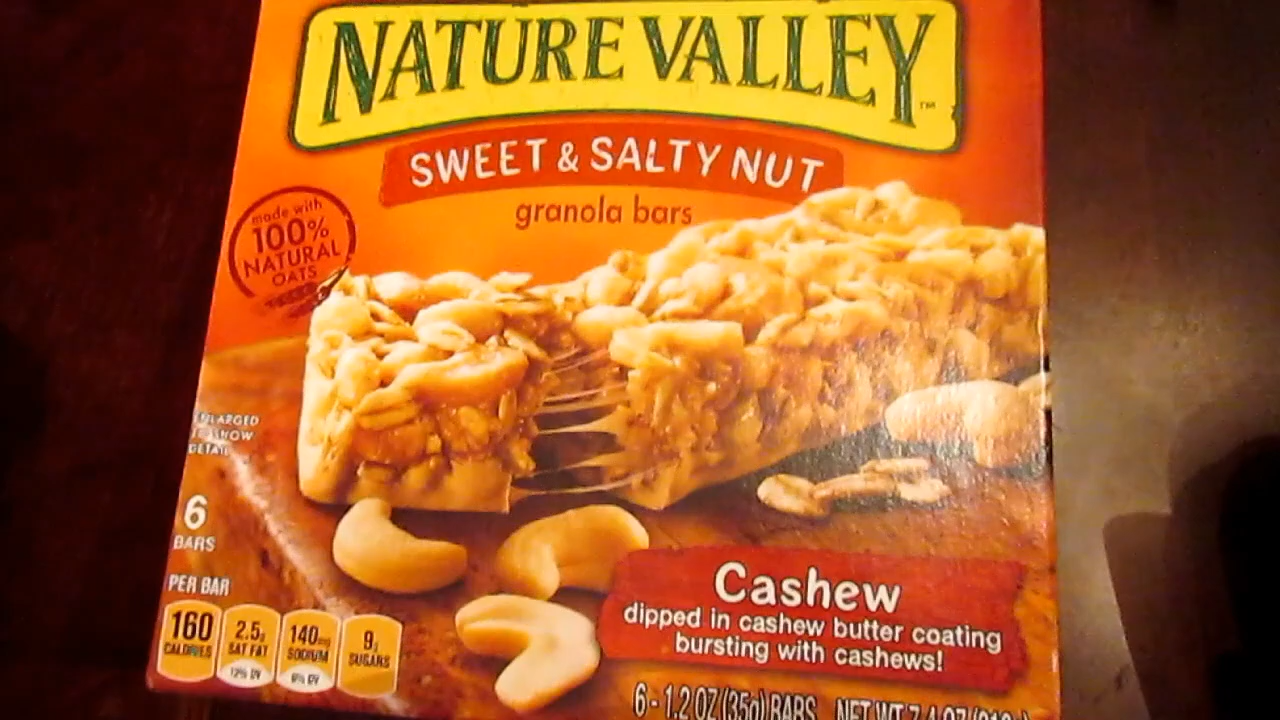 NATURE VALLEY™
SWEET & SALTY NUT
granola bars
made with
100%
NATURAL
OATS
ENLARGED
TO SHOW
DETAIL
6
BARS
PER BAR
160
CALORIES
2.5g
SAT FAT
12% DV
140mg
SODIUM
6% DV
9g
SUGARS
Cashew
dipped in cashew butter coating
bursting with cashews!
6 - 1.2 OZ (35g) BARS NET WT 7.4 OZ